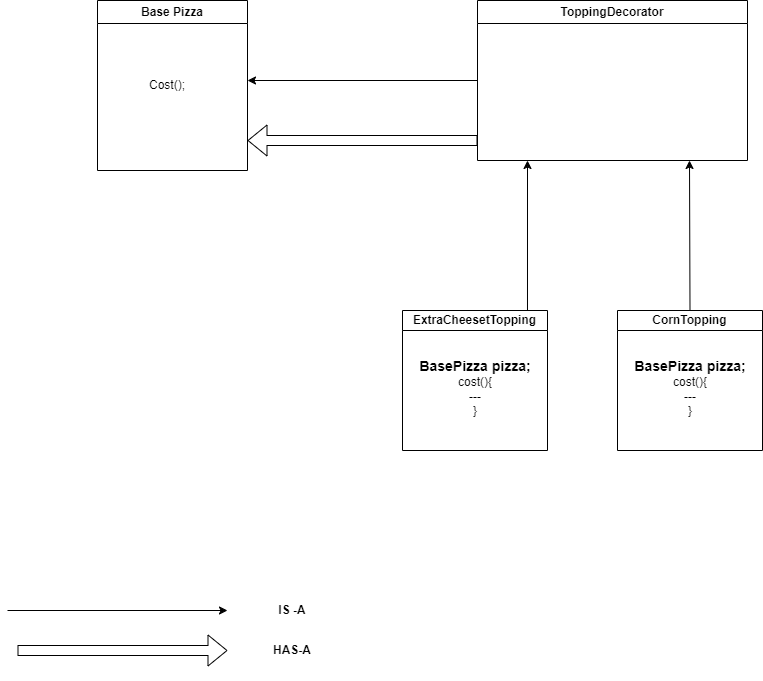 Base Pizza
Cost();
ToppingDecorator
ExtraCheesetTopping
BasePizza pizza;
cost(){
---
}
CornTopping
BasePizza pizza;
cost(){
---
}
IS -A
HAS-A